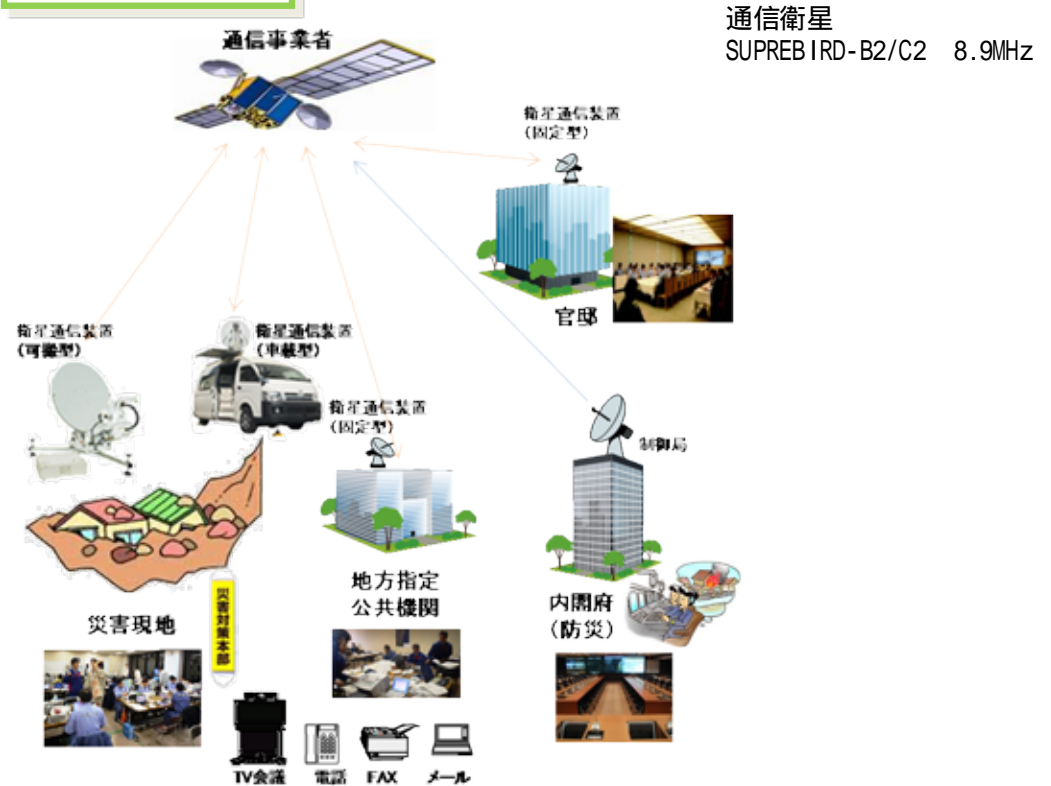 通信衛星
SUPREBIRD-B2/C2 8.9MHz
通信事業者
衛星通信装置
(固定型)
官邸
衛星通信装置
(可搬型)
衛星通信装置
(車載型)
衛星通信装置
(固定型)
制御局
地方指定
公共機関
内閣府
(防災)
災害現地
災害対策本部
TV会議
電話
FAX
メール